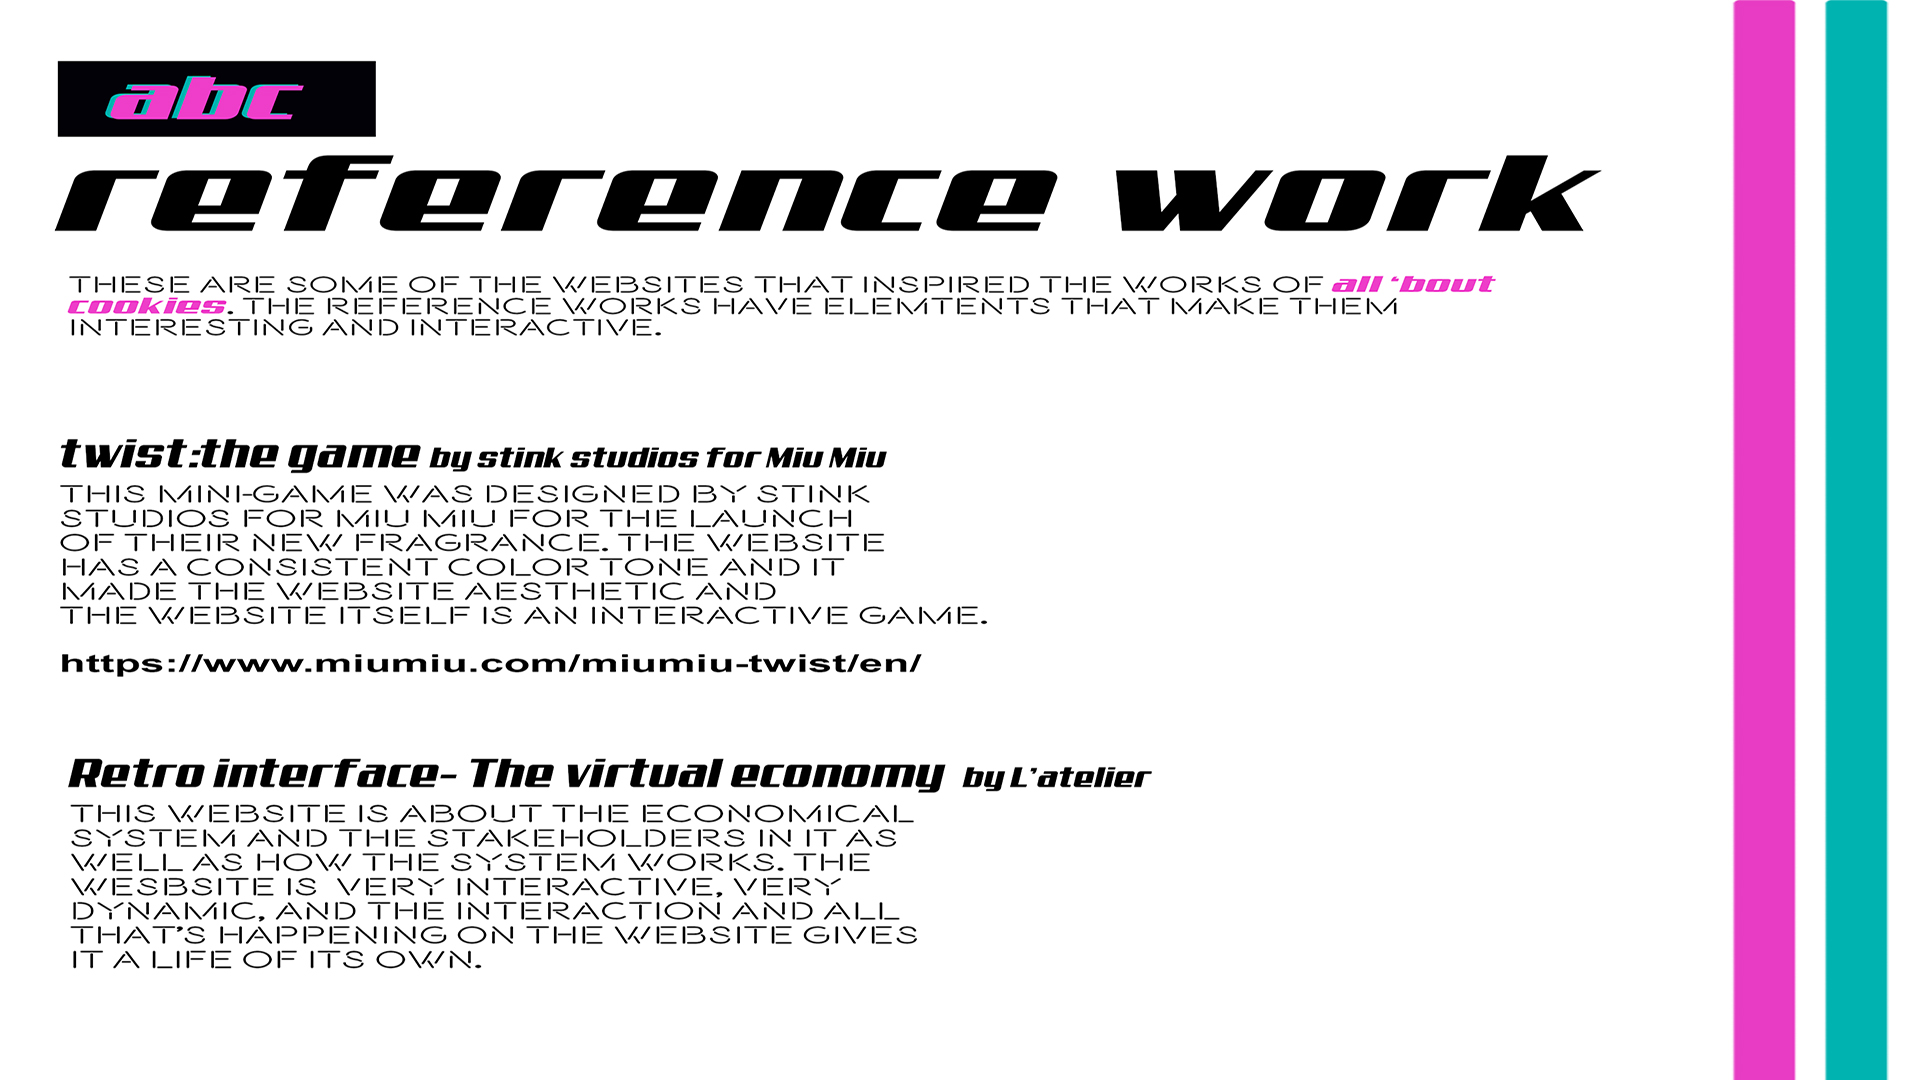 abc
reference work
THESE ARE SOME OF THE WEBSITES THAT INSPIRED THE WORKS OF all ‘bout
cookies. THE REFERENCE WORKS HAVE ELEMTENTS THAT MAKE THEM
INTERESTING AND INTERACTIVE.
twist:the game by stink studios for Miu Miu
THIS MINI-GAME WAS DESIGNED BY STINK
STUDIOS FOR MIU MIU FOR THE LAUNCH
OF THEIR NEW FRAGRANCE. THE WEBSITE
HAS A CONSISTENT COLOR TONE AND IT
MADE THE WEBSITE AESTHETIC AND
THE WEBSITE ITSELF IS AN INTERACTIVE GAME.
https://www.miumiu.com/miumiu-twist/en/
Retro interface- The virtual economy by L’atelier
THIS WEBSITE IS ABOUT THE ECONOMICAL
SYSTEM AND THE STAKEHOLDERS IN IT AS
WELL AS HOW THE SYSTEM WORKS. THE
WESBSITE IS VERY INTERACTIVE, VERY
DYNAMIC, AND THE INTERACTION AND ALL
THAT’S HAPPENING ON THE WEBSITE GIVES
IT A LIFE OF ITS OWN.